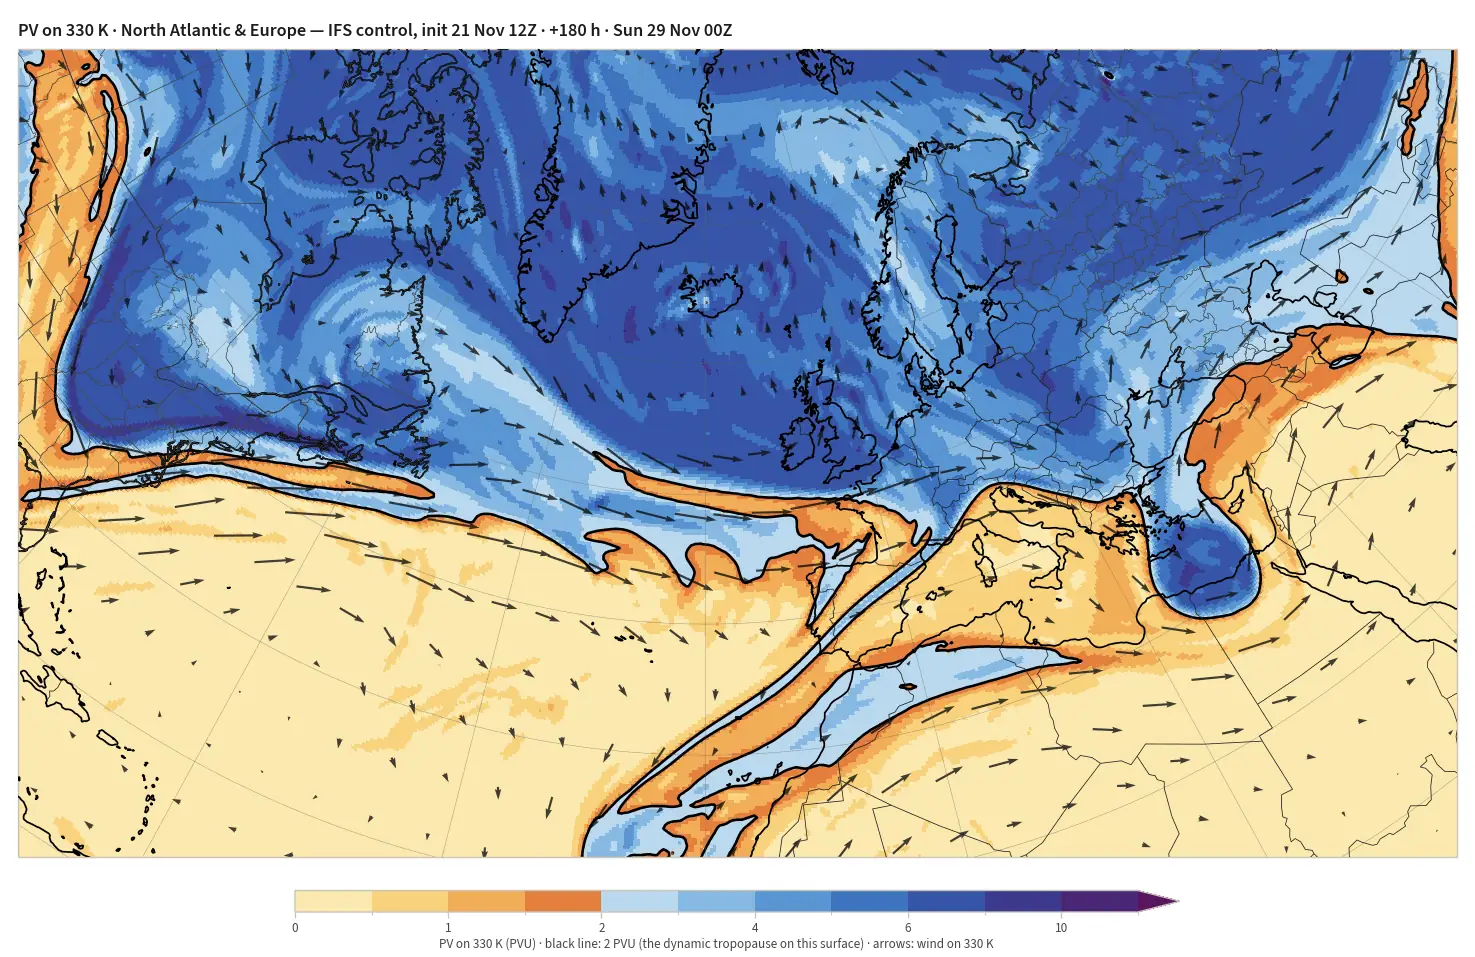 PV on 330 K · North Atlantic & Europe — IFS control, init 21 Nov 12Z · +180 h · Sun 29 Nov 00Z
0 1 2 4 6 10
PV on 330 K (PVU) · black line: 2 PVU (the dynamic tropopause on this surface) · arrows: wind on 330 K